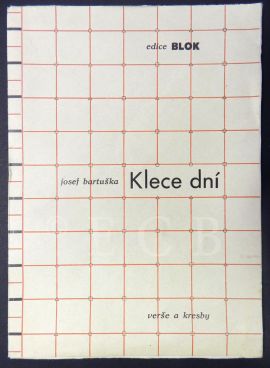 edice BLOK
josef bartuška Klece dní
verše a kresby